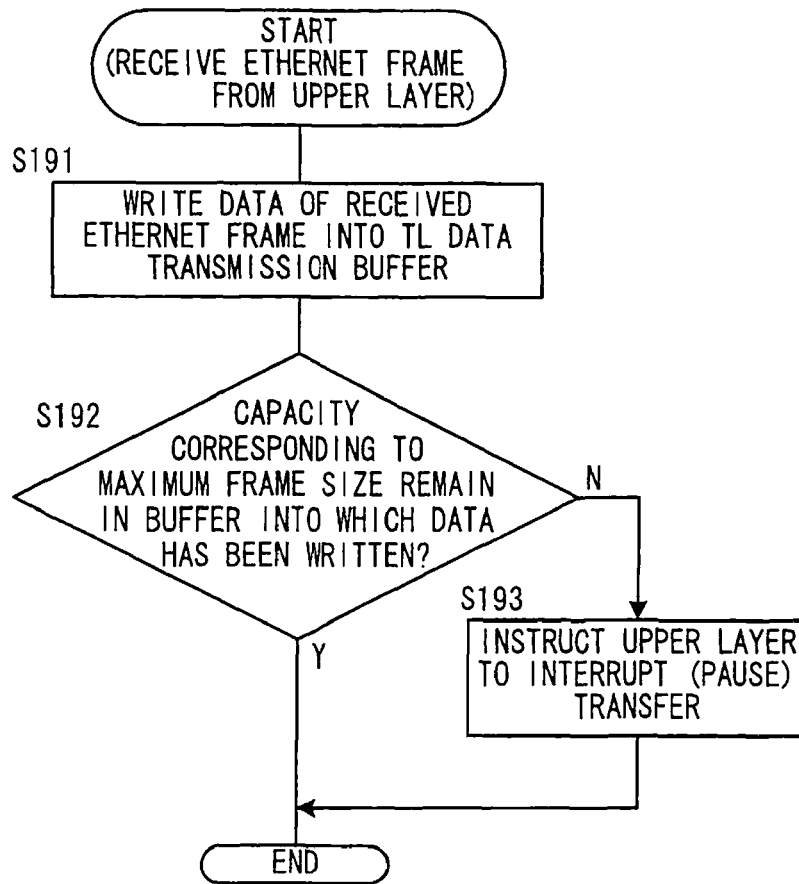 START
(RECEIVE ETHERNET FRAME
FROM UPPER LAYER)
S191
WRITE DATA OF RECEIVED
ETHERNET FRAME INTO TL DATA
TRANSMISSION BUFFER
S192
CAPACITY
CORRESPONDING TO
MAXIMUM FRAME SIZE REMAIN
IN BUFFER INTO WHICH DATA
HAS BEEN WRITTEN?
N
S193
INSTRUCT UPPER LAYER
TO INTERRUPT (PAUSE)
TRANSFER
Y
END